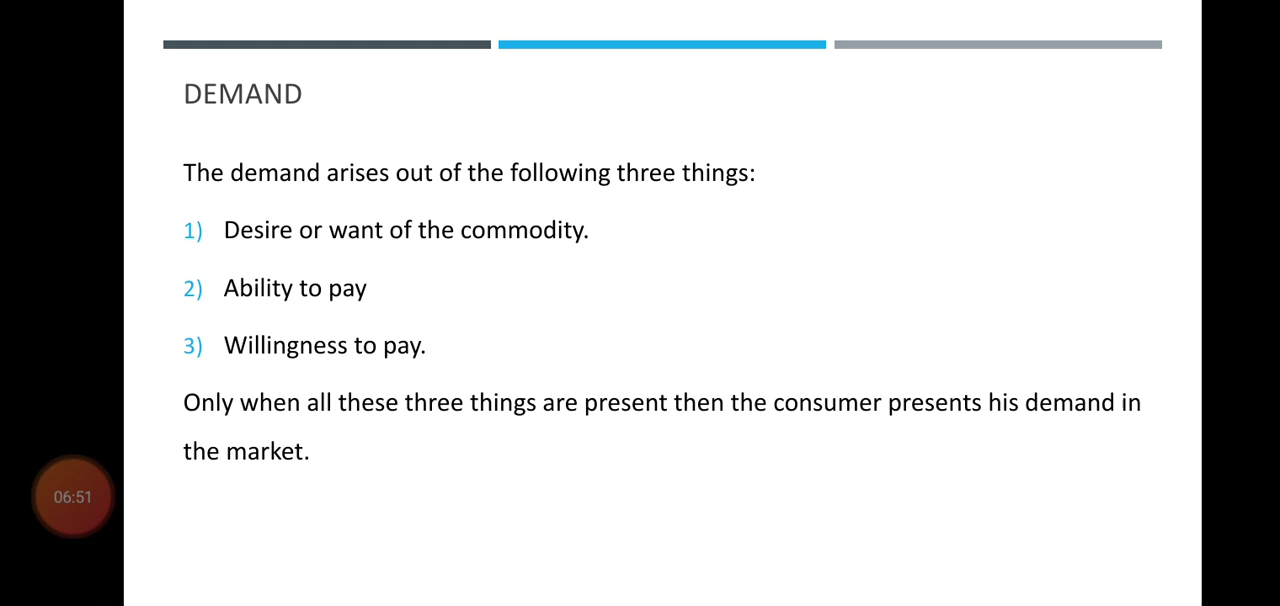 DEMAND
The demand arises out of the following three things:
1) Desire or want of the commodity.
2) Ability to pay
3) Willingness to pay.
Only when all these three things are present then the consumer presents his demand in
the market.
06:51